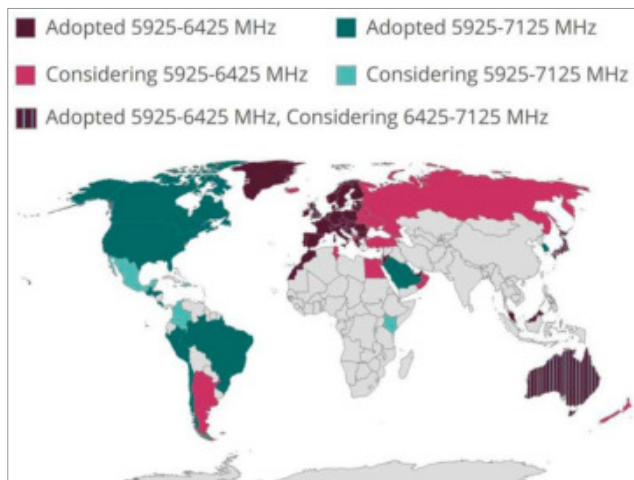 Adopted 5925-6425 MHz Adopted 5925-7125 MHz
Considering 5925-6425 MHz Considering 5925-7125 MHz
Adopted 5925-6425 MHz, Considering 6425-7125 MHz